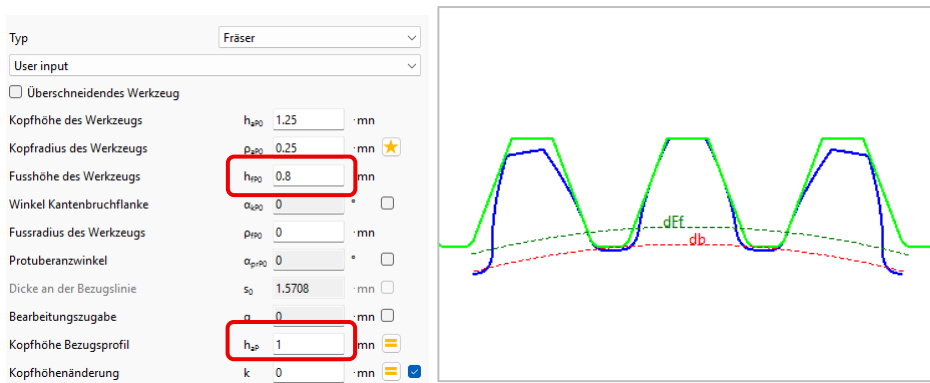 Typ Fräser
User input
Überschneidendes Werkzeug
Kopfhöhe des Werkzeugs haP0 1.25 ·mn
Kopfradius des Werkzeugs ρaP0 0.25 ·mn
Fusshöhe des Werkzeugs hfP0 0.8 ·mn
Winkel Kantenbruchflanke αkP0 0 °
Fussradius des Werkzeugs ρfP0 0 ·mn
Protuberanzwinkel αprP0 0 °
Dicke an der Bezugslinie s0 1.5708 ·mn
Bearbeitungszugabe q 0 ·mn
Kopfhöhe Bezugsprofil haP 1 ·mn
Kopfhöhenänderung k 0 ·mn
dFf
db